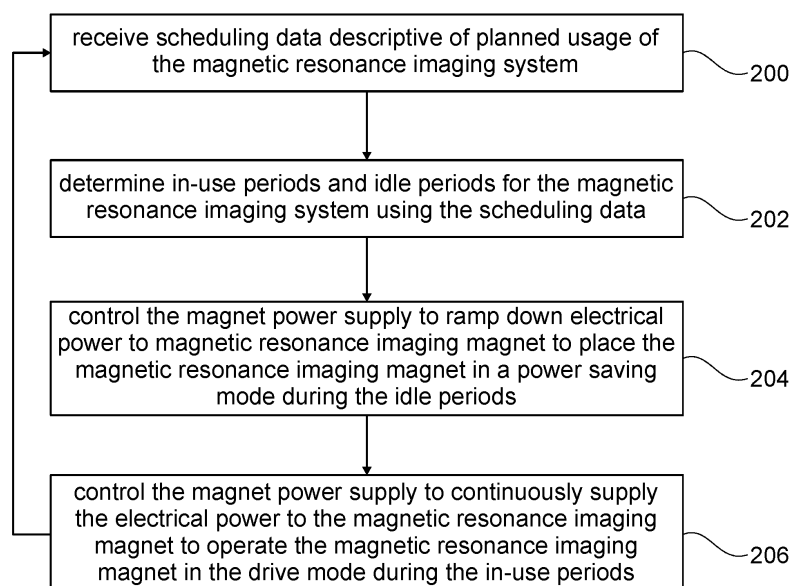 receive scheduling data descriptive of planned usage of
the magnetic resonance imaging system
200
determine in-use periods and idle periods for the magnetic
resonance imaging system using the scheduling data
202
control the magnet power supply to ramp down electrical
power to magnetic resonance imaging magnet to place the
magnetic resonance imaging magnet in a power saving
mode during the idle periods
204
control the magnet power supply to continuously supply
the electrical power to the magnetic resonance imaging
magnet to operate the magnetic resonance imaging
magnet in the drive mode during the in-use periods
206